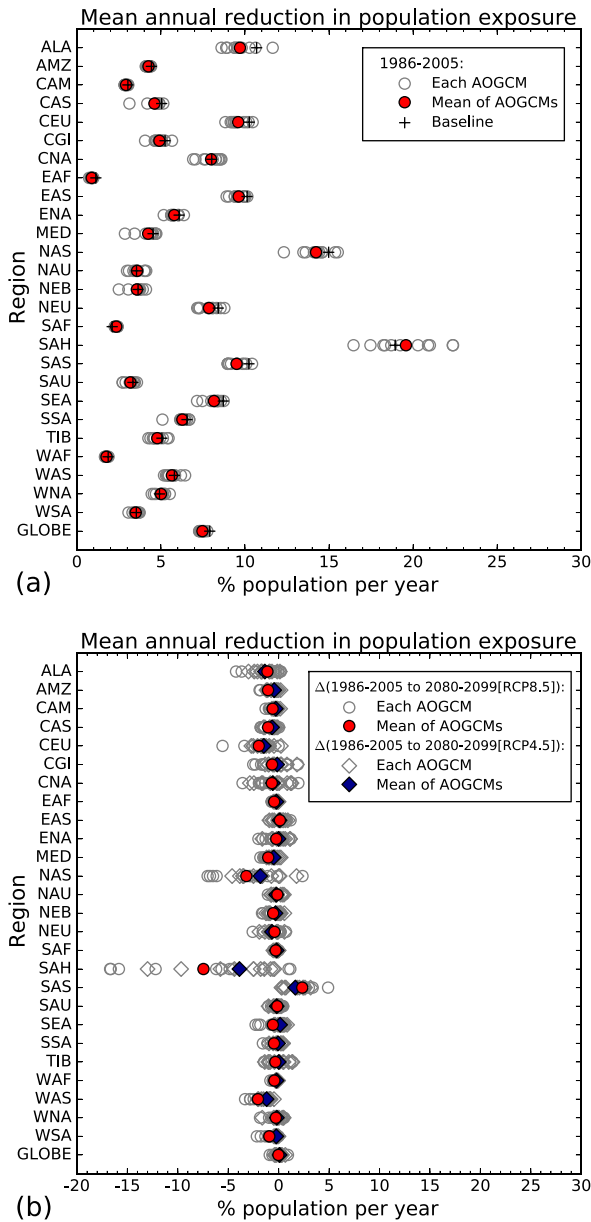 Mean annual reduction in population exposure
ALA
AMZ
CAM
CAS
CEU
CGI
CNA
EAF
EAS
ENA
MED
NAS
NAU
NEB
NEU
SAF
SAH
SAS
SAU
SEA
SSA
TIB
WAF
WAS
WNA
WSA
GLOBE
Region
1986-2005:
Each AOGCM
Mean of AOGCMs
Baseline
0 5 10 15 20 25 30
% population per year
(a)
Mean annual reduction in population exposure
ALA
AMZ
CAM
CAS
CEU
CGI
CNA
EAF
EAS
ENA
MED
NAS
NAU
NEB
NEU
SAF
SAH
SAS
SAU
SEA
SSA
TIB
WAF
WAS
WNA
WSA
GLOBE
Region
Δ(1986-2005 to 2080-2099[RCP8.5]):
Each AOGCM
Mean of AOGCMs
Δ(1986-2005 to 2080-2099[RCP4.5]):
Each AOGCM
Mean of AOGCMs
-20 -15 -10 -5 0 5 10 15 20 25 30
% population per year
(b)